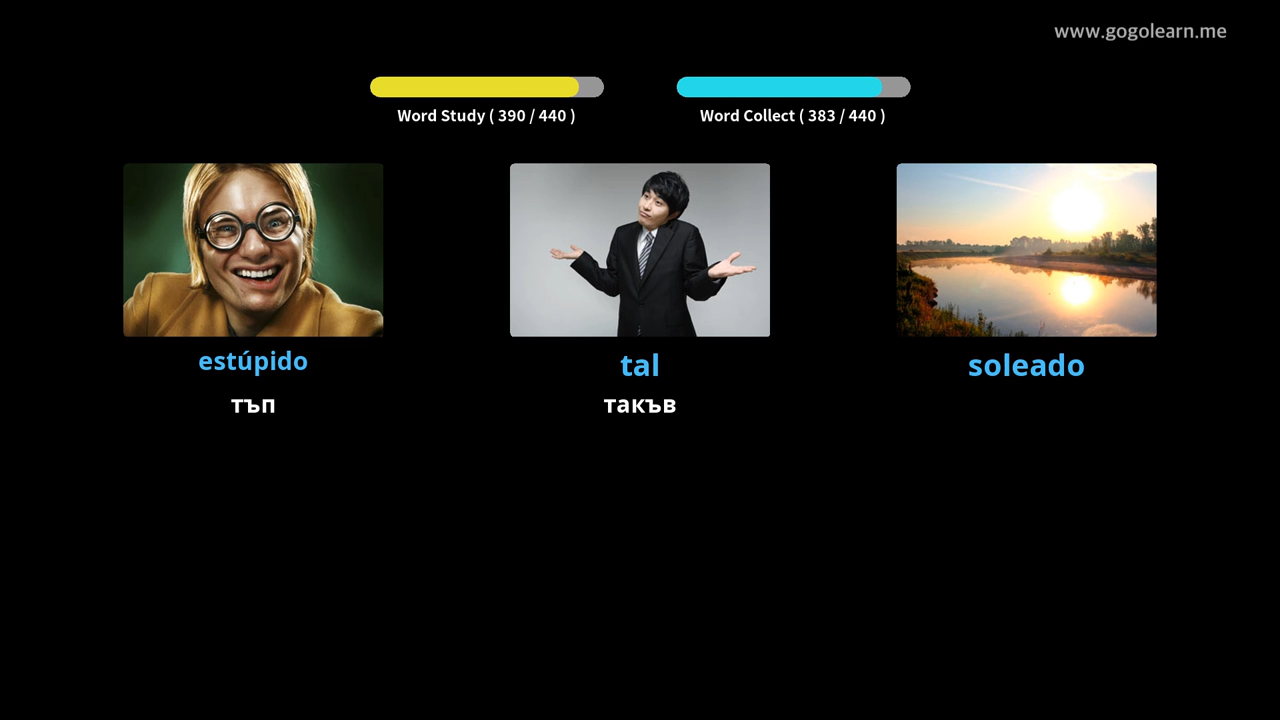 www.gogolearn.me
Word Study ( 390 / 440 )
Word Collect ( 383 / 440 )
estúpido
tal
soleado
тъп
такъв